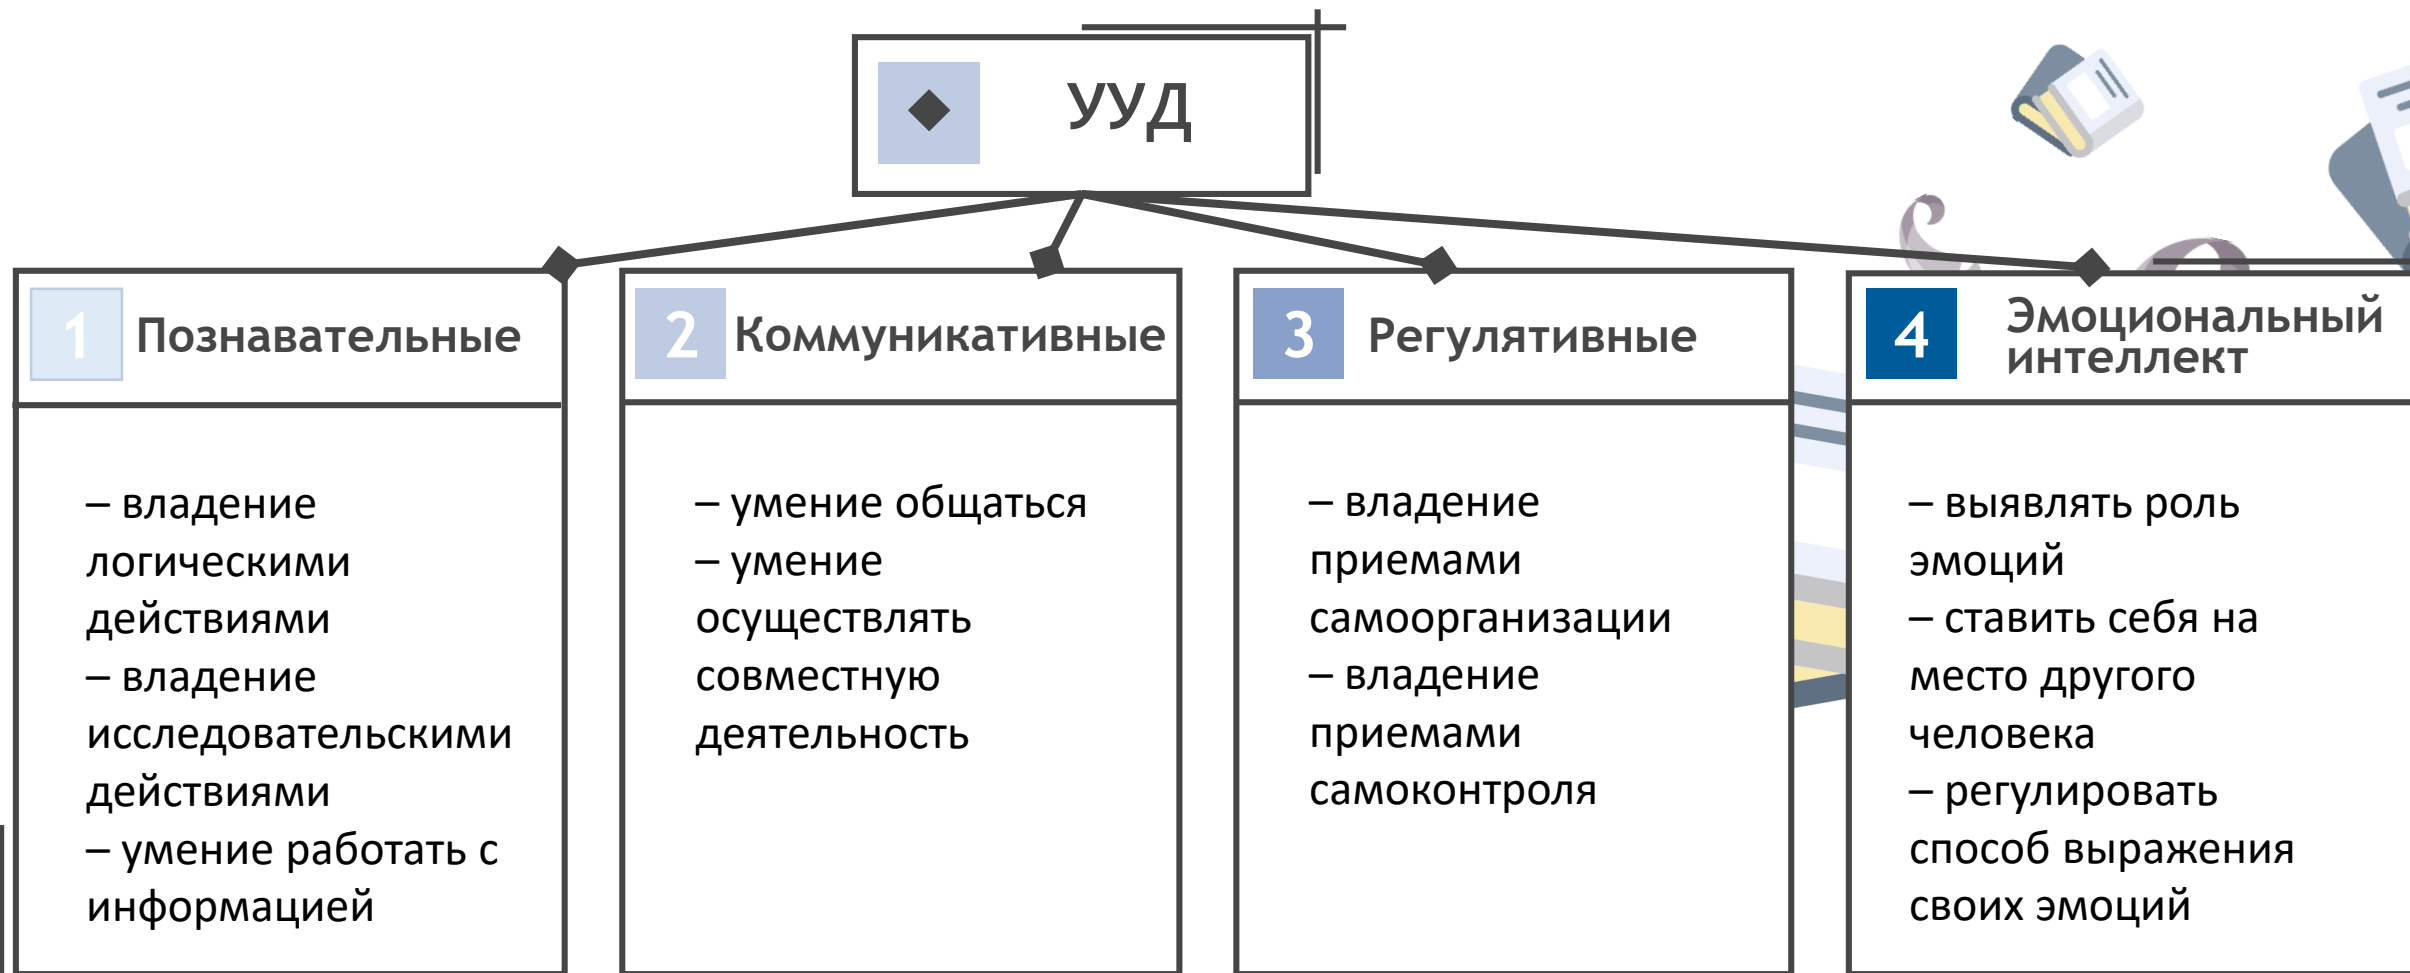 УУД
1 Познавательные
– владение
логическими
действиями
– владение
исследовательскими
действиями
– умение работать с
информацией
2 Коммуникативные
– умение общаться
– умение
осуществлять
совместную
деятельность
3 Регулятивные
– владение
приемами
самоорганизации
– владение
приемами
самоконтроля
4 Эмоциональный
интеллект
– выявлять роль
эмоций
– ставить себя на
место другого
человека
– регулировать
способ выражения
своих эмоций